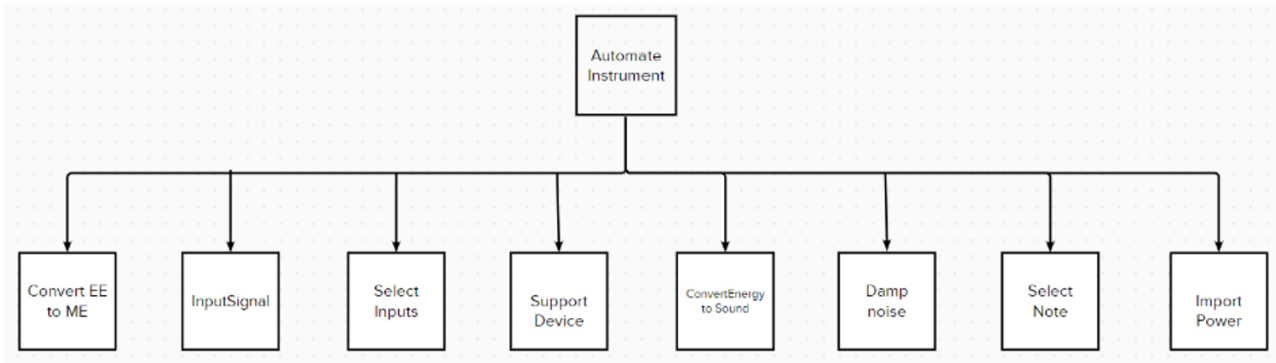 Automate
Instrument
Convert EE
to ME
InputSignal
Select
Inputs
Support
Device
ConvertEnergy
to Sound
Damp
noise
Select
Note
Import
Power